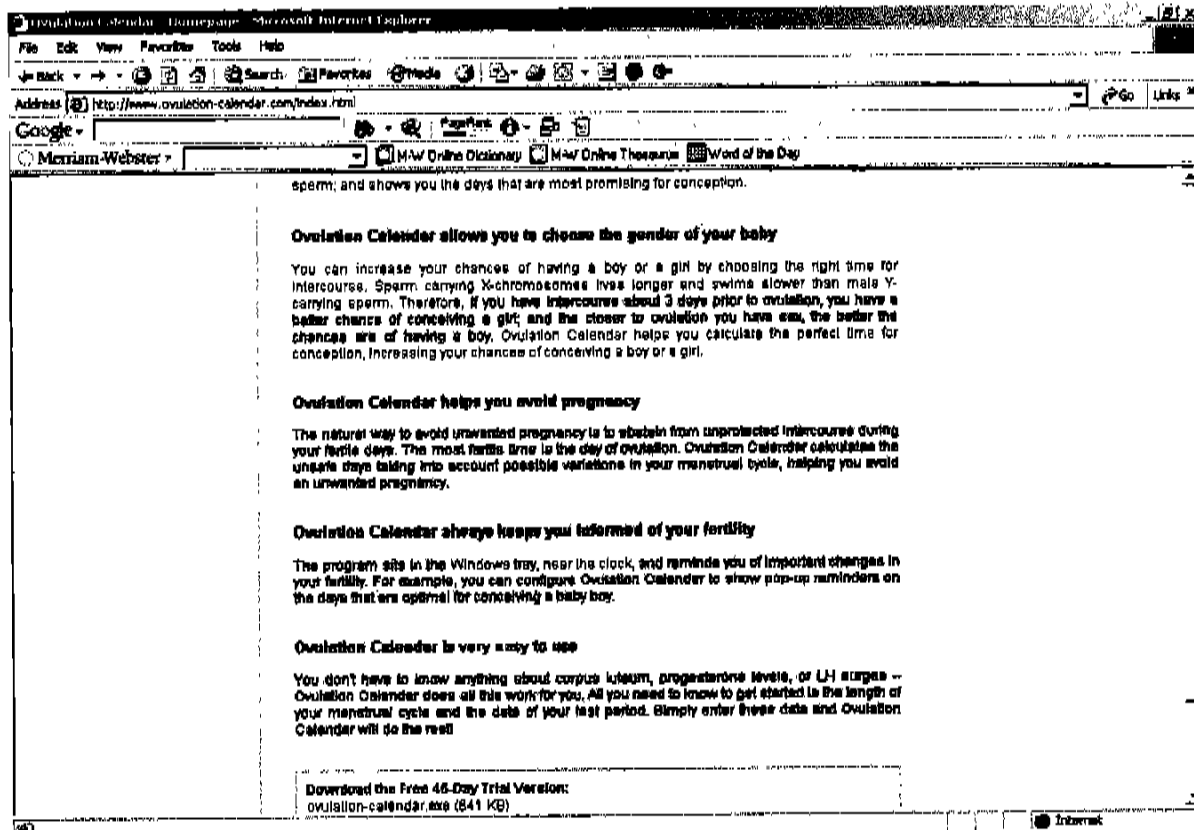 Ovulation Calendar - Homepage - Microsoft Internet Explorer
File Edit View Favorites Tools Help
Back Search Favorites Media
Address http://www.ovulation-calendar.com/index.html Go Links
Google PageRank
Merriam-Webster M-W Online Dictionary M-W Online Thesaurus Word of the Day
sperm; and shows you the days that are most promising for conception.
Ovulation Calendar allows you to choose the gender of your baby
You can increase your chances of having a boy or a girl by choosing the right time for
intercourse. Sperm carrying X-chromosomes lives longer and swims slower than male Y-
carrying sperm. Therefore, if you have intercourse about 3 days prior to ovulation, you have a
better chance of conceiving a girl; and the closer to ovulation you have sex, the better the
chances are of having a boy. Ovulation Calendar helps you calculate the perfect time for
conception, increasing your chances of conceiving a boy or a girl.
Ovulation Calendar helps you avoid pregnancy
The natural way to avoid unwanted pregnancy is to abstain from unprotected intercourse during
your fertile days. The most fertile time is the day of ovulation. Ovulation Calendar calculates the
unsafe days taking into account possible variations in your menstrual cycle, helping you avoid
an unwanted pregnancy.
Ovulation Calendar always keeps you informed of your fertility
The program sits in the Windows tray, near the clock, and reminds you of important changes in
your fertility. For example, you can configure Ovulation Calendar to show pop-up reminders on
the days that are optimal for conceiving a baby boy.
Ovulation Calendar is very easy to use
You don't have to know anything about corpus luteum, progesterone levels, or LH surges –
Ovulation Calendar does all this work for you. All you need to know to get started is the length of
your menstrual cycle and the date of your last period. Simply enter these data and Ovulation
Calendar will do the rest!
Download the Free 45-Day Trial Version:
ovulation-calendar.exe (641 KB)
Internet